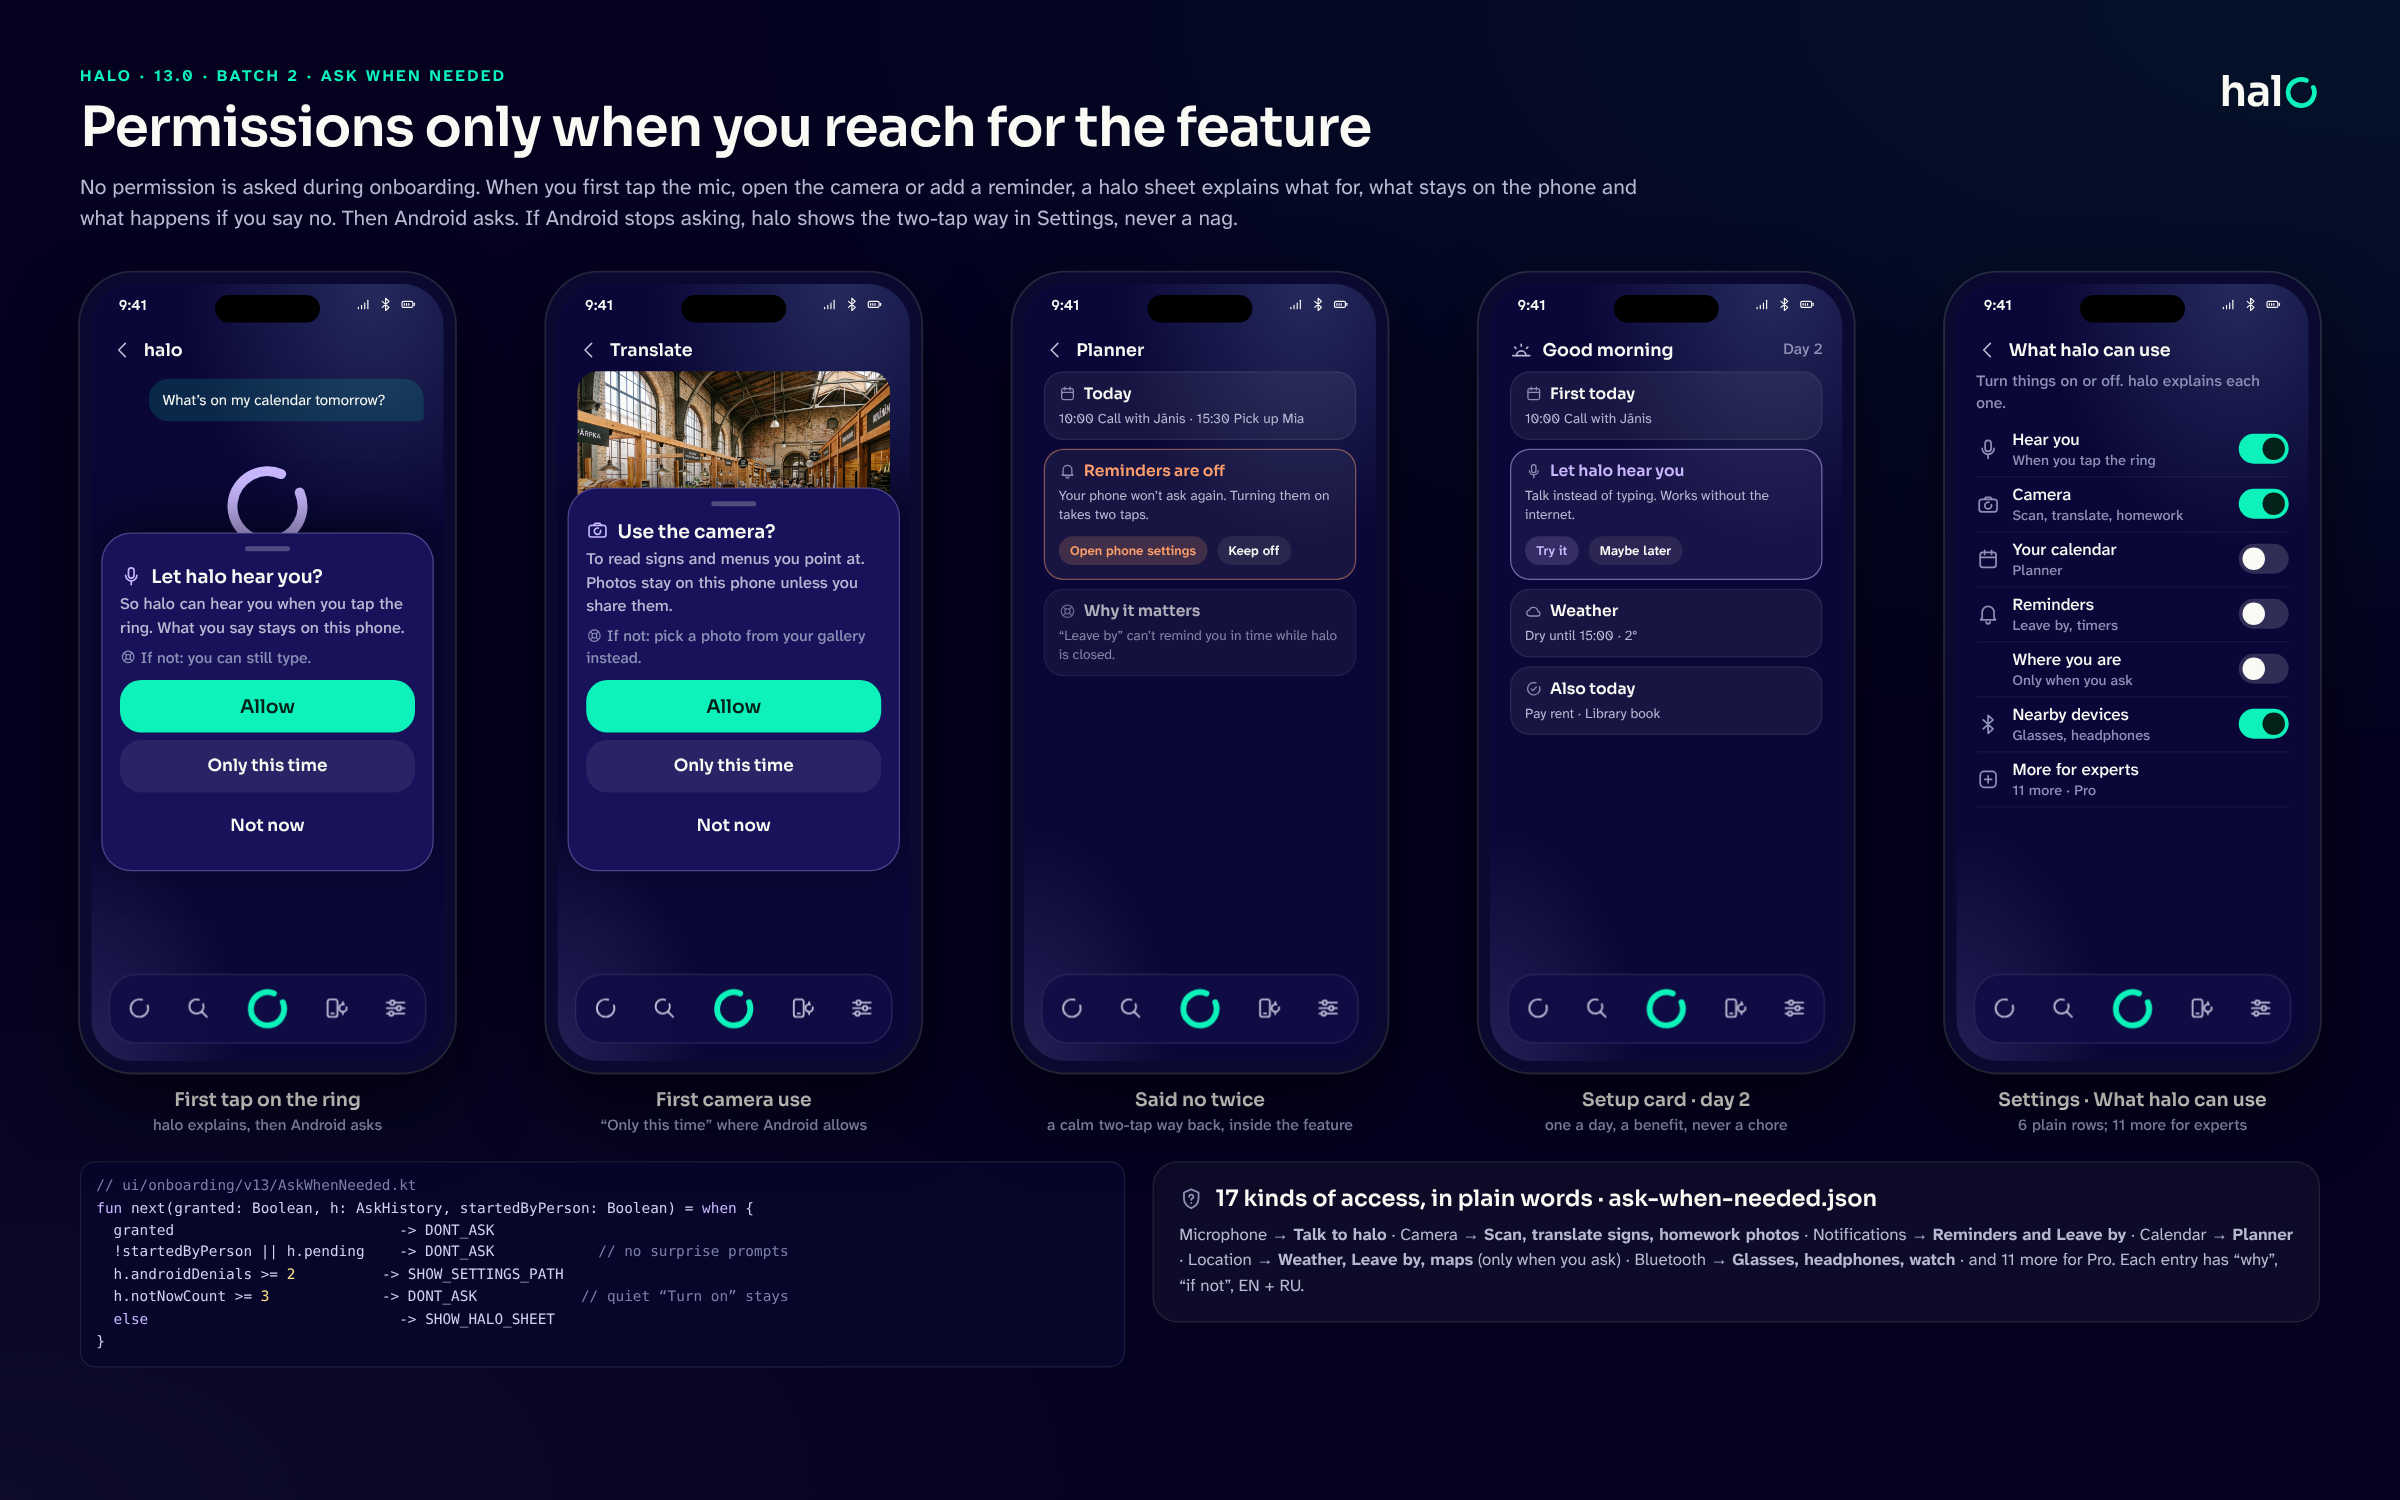 HALO · 13.0 · BATCH 2 · ASK WHEN NEEDED
halo
Permissions only when you reach for the feature
No permission is asked during onboarding. When you first tap the mic, open the camera or add a reminder, a halo sheet explains what for, what stays on the phone and
what happens if you say no. Then Android asks. If Android stops asking, halo shows the two-tap way in Settings, never a nag.
9:41
halo
What's on my calendar tomorrow?
Let halo hear you?
So halo can hear you when you tap the
ring. What you say stays on this phone.
If not: you can still type.
Allow
Only this time
Not now
First tap on the ring
halo explains, then Android asks
9:41
Translate
Use the camera?
To read signs and menus you point at.
Photos stay on this phone unless you
share them.
If not: pick a photo from your gallery
instead.
Allow
Only this time
Not now
First camera use
“Only this time” where Android allows
9:41
Planner
Today
10:00 Call with Jānis · 15:30 Pick up Mia
Reminders are off
Your phone won't ask again. Turning them on
takes two taps.
Open phone settings
Keep off
Why it matters
“Leave by” can't remind you in time while halo
is closed.
Said no twice
a calm two-tap way back, inside the feature
9:41
Good morning
Day 2
First today
10:00 Call with Jānis
Let halo hear you
Talk instead of typing. Works without the
internet.
Try it
Maybe later
Weather
Dry until 15:00 · 2°
Also today
Pay rent · Library book
Setup card · day 2
one a day, a benefit, never a chore
9:41
What halo can use
Turn things on or off. halo explains each
one.
Hear you
When you tap the ring
Camera
Scan, translate, homework
Your calendar
Planner
Reminders
Leave by, timers
Where you are
Only when you ask
Nearby devices
Glasses, headphones
More for experts
11 more · Pro
Settings · What halo can use
6 plain rows; 11 more for experts
// ui/onboarding/v13/AskWhenNeeded.kt
fun next(granted: Boolean, h: AskHistory, startedByPerson: Boolean) = when {
granted -> DONT_ASK
!startedByPerson || h.pending -> DONT_ASK // no surprise prompts
h.androidDenials >= 2 -> SHOW_SETTINGS_PATH
h.notNowCount >= 3 -> DONT_ASK // quiet “Turn on” stays
else -> SHOW_HALO_SHEET
}
17 kinds of access, in plain words · ask-when-needed.json
Microphone → Talk to halo · Camera → Scan, translate signs, homework photos · Notifications → Reminders and Leave by · Calendar → Planner
· Location → Weather, Leave by, maps (only when you ask) · Bluetooth → Glasses, headphones, watch · and 11 more for Pro. Each entry has “why”,
“if not”, EN + RU.